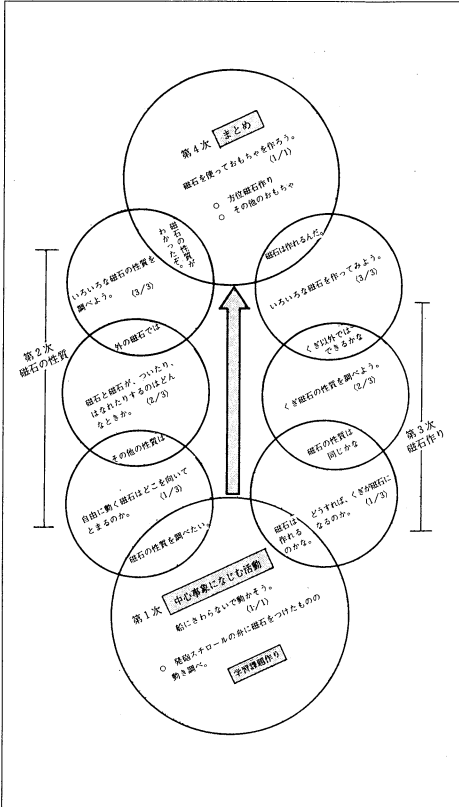 第4次 まとめ
磁石を使っておもちゃを作ろう。
(1/1)
○ 方位磁石作り
○ その他のおもちゃ
磁石の性質が
わかったぞ。
磁石は作れるんだ。
いろいろな磁石の性質を
調べよう。 (3/3)
いろいろな磁石を作ってみよう。
(3/3)
外の磁石では
くぎ以外では
できるかな
第2次
磁石の性質
磁石と磁石が、ついたり、
はなれたりするのはどん
なときか。 (2/3)
くぎ磁石の性質を調べよう。
(2/3)
その他の性質は
磁石の性質は
同じかな
第3次
磁石作り
自由に動く磁石はどこを向いて
とまるのか。 (1/3)
どうすれば、くぎが磁石に
なるのか。 (1/3)
磁石の性質を調べたい。
磁石は
作れる
のかな。
第1次 中心事象になじむ活動
船にさわらないで動かそう。
(1/1)
○ 発砲スチロールの台に磁石をつけたものの
動き調べ。
学習課題作り